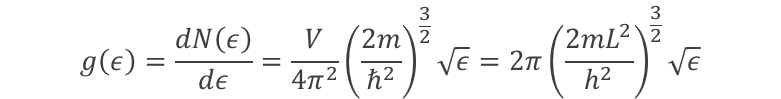 g(ϵ) = dN(ϵ)/dϵ = V/4π² (2m/ħ²)^(3/2) √ϵ = 2π (2mL²/h²)^(3/2) √ϵ